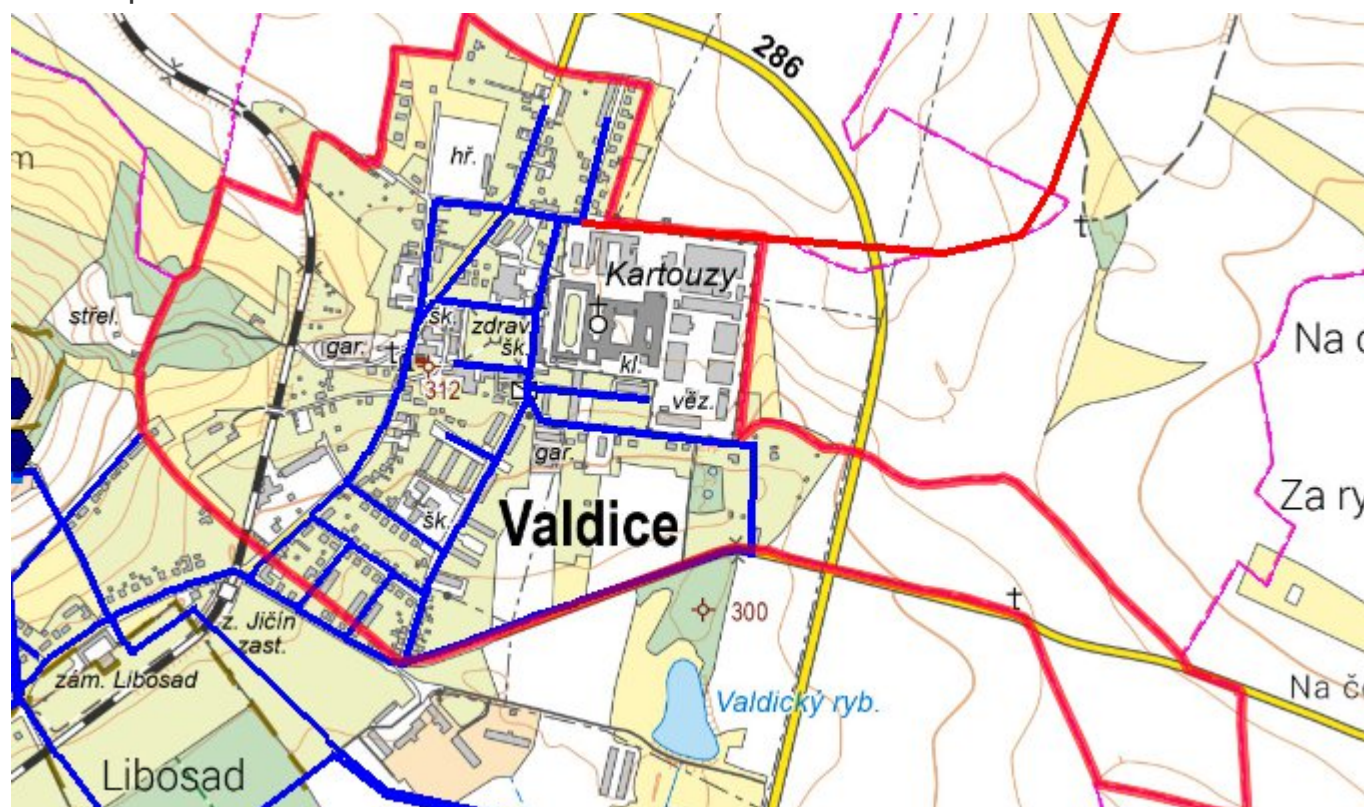 286
m
hř.
Kartouzy
střel.
šk.
zdrav.
šk.
gar.
Na
312
kl.
věz.
gar.
Za ry
Valdice
šk.
300
z. Jičín
zast.
zám. Libosad
Valdický ryb.
Na č
Libosad